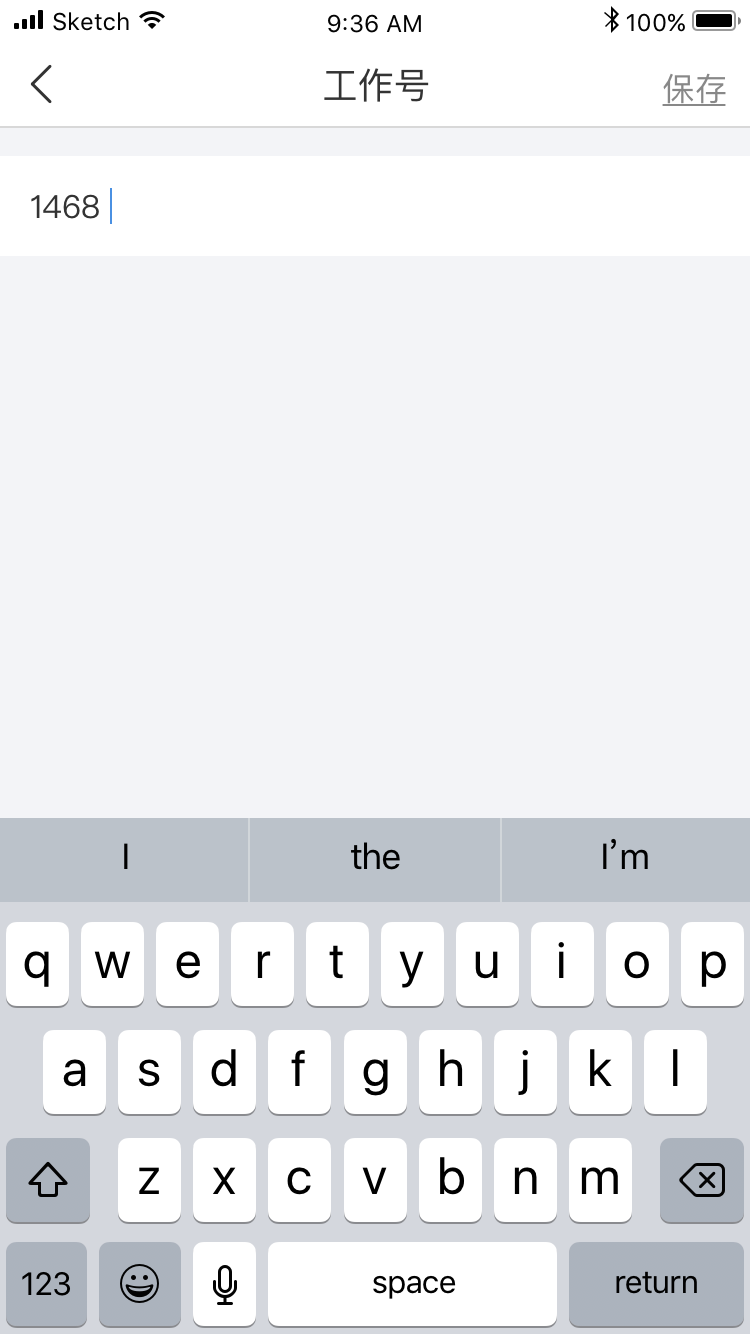 Sketch 9:36 AM 100%
工作号 保存
1468
I the I’m
q w e r t y u i o p
a s d f g h j k l
z x c v b n m
123 space return